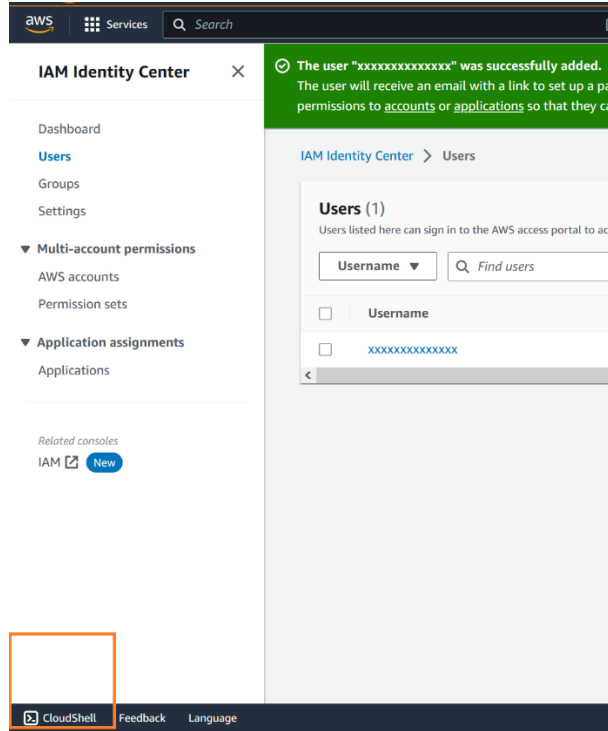 aws
Services
Search
IAM Identity Center
The user "xxxxxxxxxxxxxx" was successfully added.
The user will receive an email with a link to set up a
permissions to accounts or applications so that they
Dashboard
Users
Groups
Settings
Multi-account permissions
AWS accounts
Permission sets
Application assignments
Applications
Related consoles
IAM
New
IAM Identity Center > Users
Users (1)
Users listed here can sign in to the AWS access portal to
Username
Find users
Username
xxxxxxxxxxxxxx
CloudShell
Feedback
Language